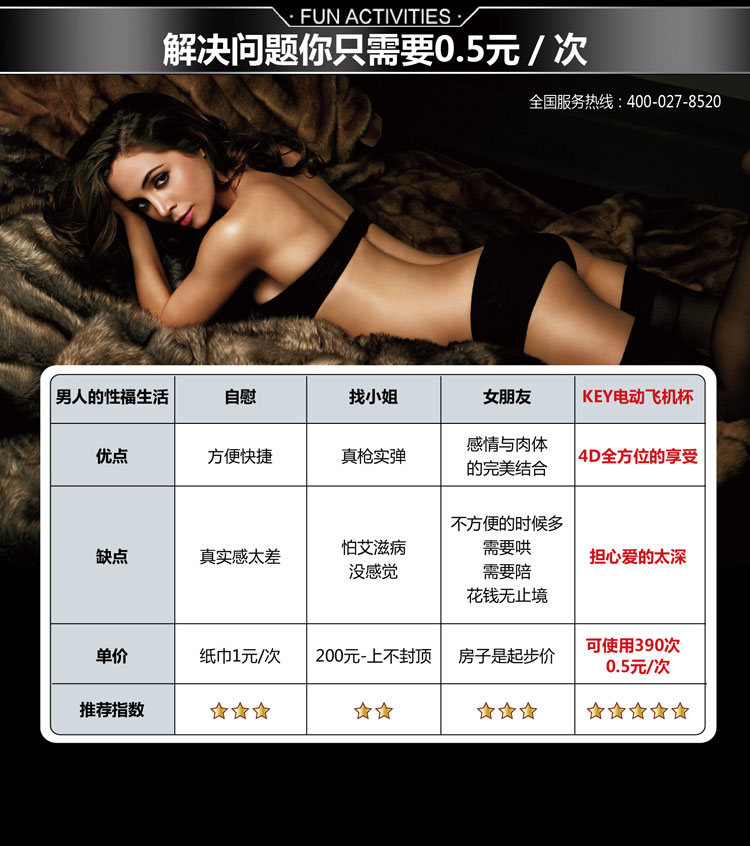 · FUN ACTIVITIES ·
解决问题你只需要0.5元 / 次
全国服务热线：400-027-8520
男人的性福生活 自慰 找小姐 女朋友 KEY电动飞机杯
优点 方便快捷 真枪实弹 感情与肉体 4D全方位的享受
的完美结合
缺点 真实感太差 怕艾滋病 不方便的时候多 担心爱的太深
没感觉 需要哄
需要陪
花钱无止境
单价 纸巾1元/次 200元-上不封顶 房子是起步价 可使用390次
0.5元/次
推荐指数